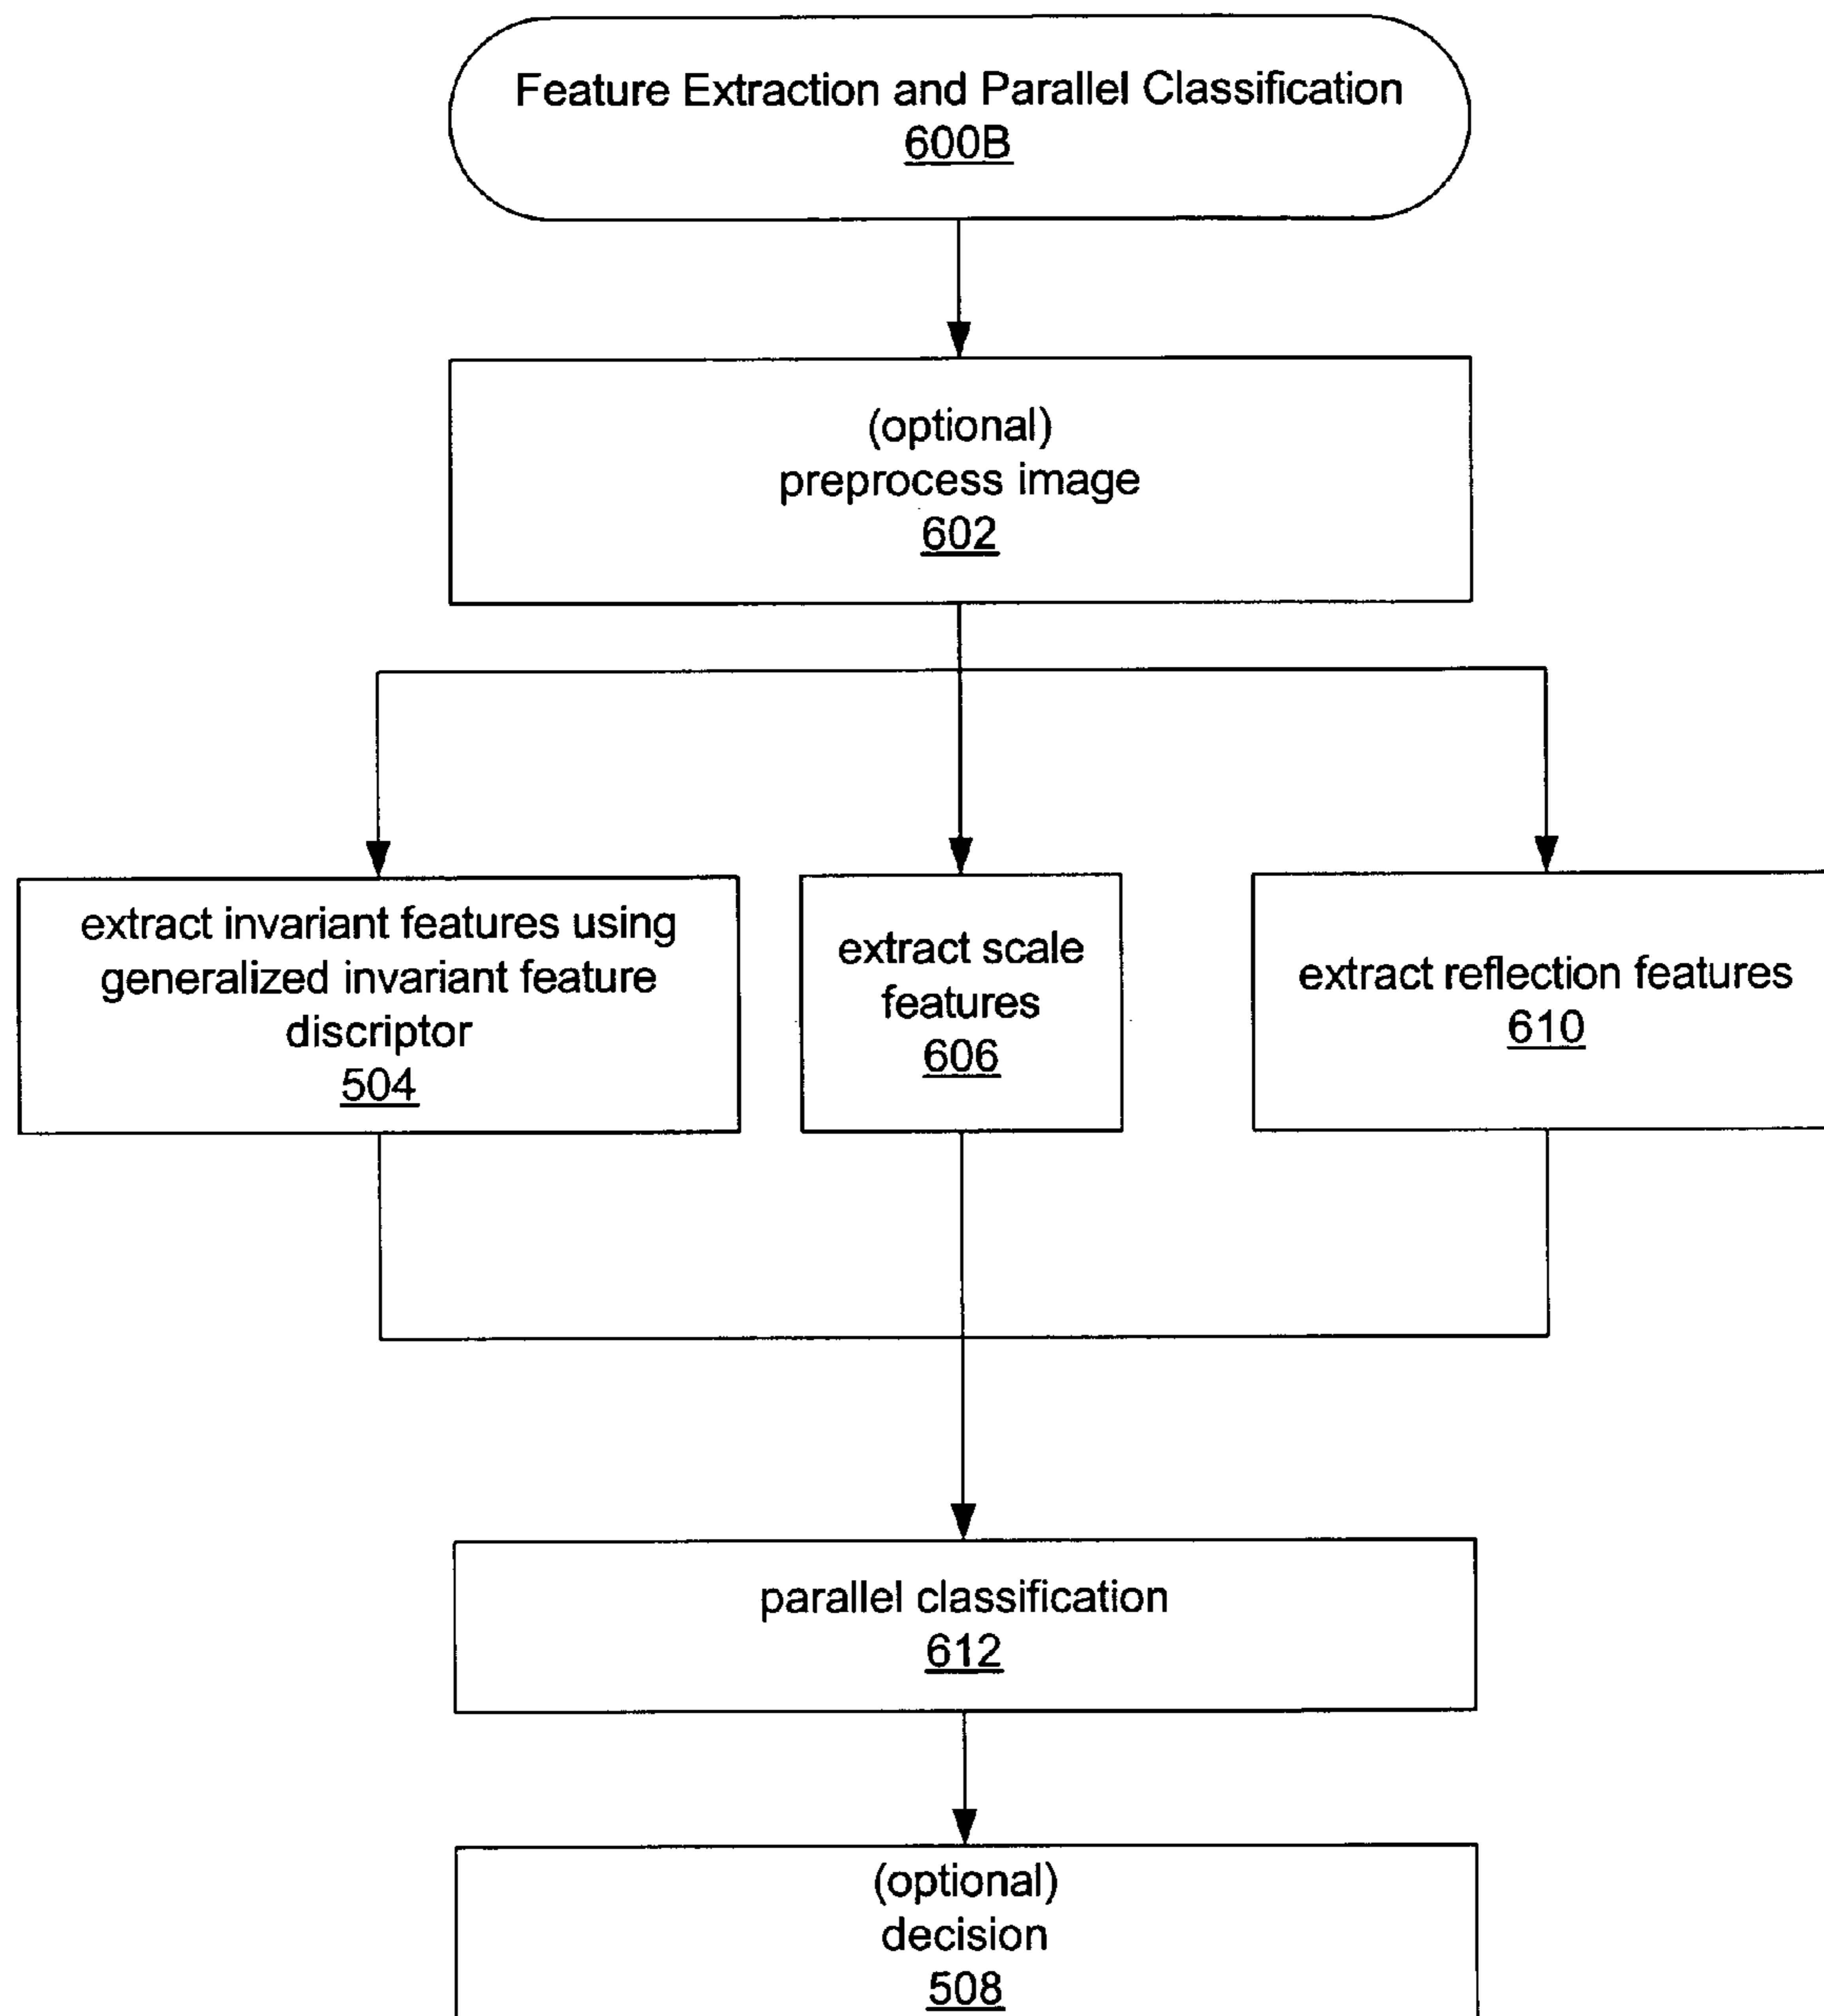 Feature Extraction and Parallel Classification
600B
(optional)
preprocess image
602
extract invariant features using
generalized invariant feature
discriptor
504
extract scale
features
606
extract reflection features
610
parallel classification
612
(optional)
decision
508